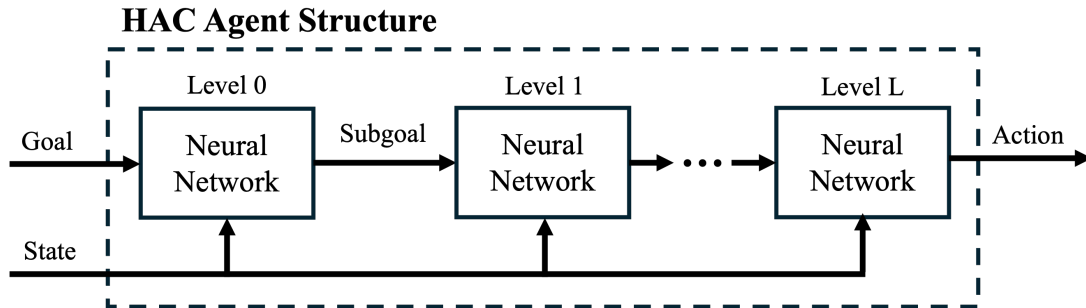 HAC Agent Structure
Level 0
Level 1
Level L
Goal
Neural
Network
Subgoal
Neural
Network
Neural
Network
Action
State